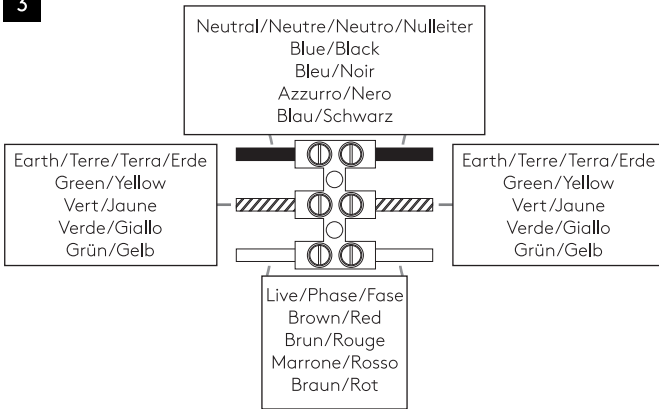 3
Neutral/Neutre/Neutro/Nulleiter
Blue/Black
Bleu/Noir
Azzurro/Nero
Blau/Schwarz
Earth/Terre/Terra/Erde
Green/Yellow
Vert/Jaune
Verde/Giallo
Grün/Gelb
Earth/Terre/Terra/Erde
Green/Yellow
Vert/Jaune
Verde/Giallo
Grün/Gelb
Live/Phase/Fase
Brown/Red
Brun/Rouge
Marrone/Rosso
Braun/Rot